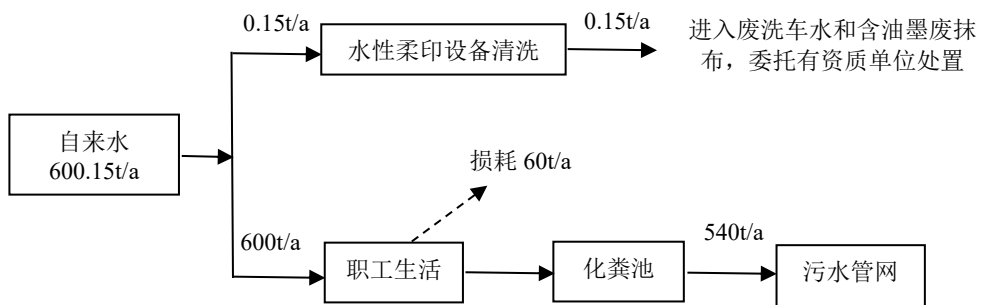 0.15t/a
水性柔印设备清洗
0.15t/a
进入废洗车水和含油墨废抹
布，委托有资质单位处置
自来水
600.15t/a
损耗 60t/a
600t/a
职工生活
化粪池
540t/a
污水管网